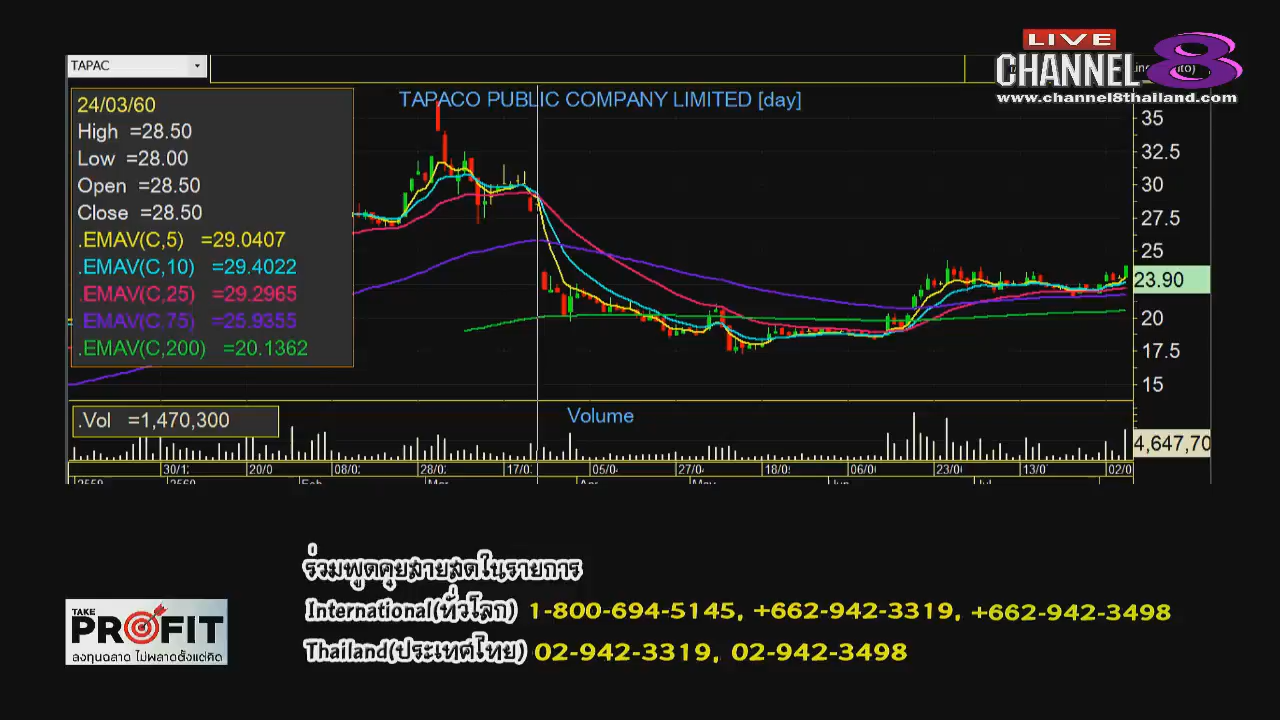 LIVE
CHANNEL 8
www.channel8thailand.com
TAPAC
24/03/60
High =28.50
Low =28.00
Open =28.50
Close =28.50
.EMAV(C,5) =29.0407
.EMAV(C,10) =29.4022
.EMAV(C,25) =29.2965
.EMAV(C.75) =25.9355
.EMAV(C,200) =20.1362
TAPACO PUBLIC COMPANY LIMITED [day]
35
32.5
30
27.5
25
23.90
20
17.5
15
.Vol =1,470,300
Volume
4,647,70
30/1 20/0 08/0 28/0 17/0 05/0 27/0 18/0 06/0 23/0 13/0 02/0
ร่วมพูดคุยสายสดในรายการ
International(ทั่วโลก) 1-800-694-5145, +662-942-3319, +662-942-3498
Thailand(ประเทศไทย) 02-942-3319, 02-942-3498
TAKE
PROFIT
ลงทุนฉลาด ไม่พลาดตั้งแต่คิด